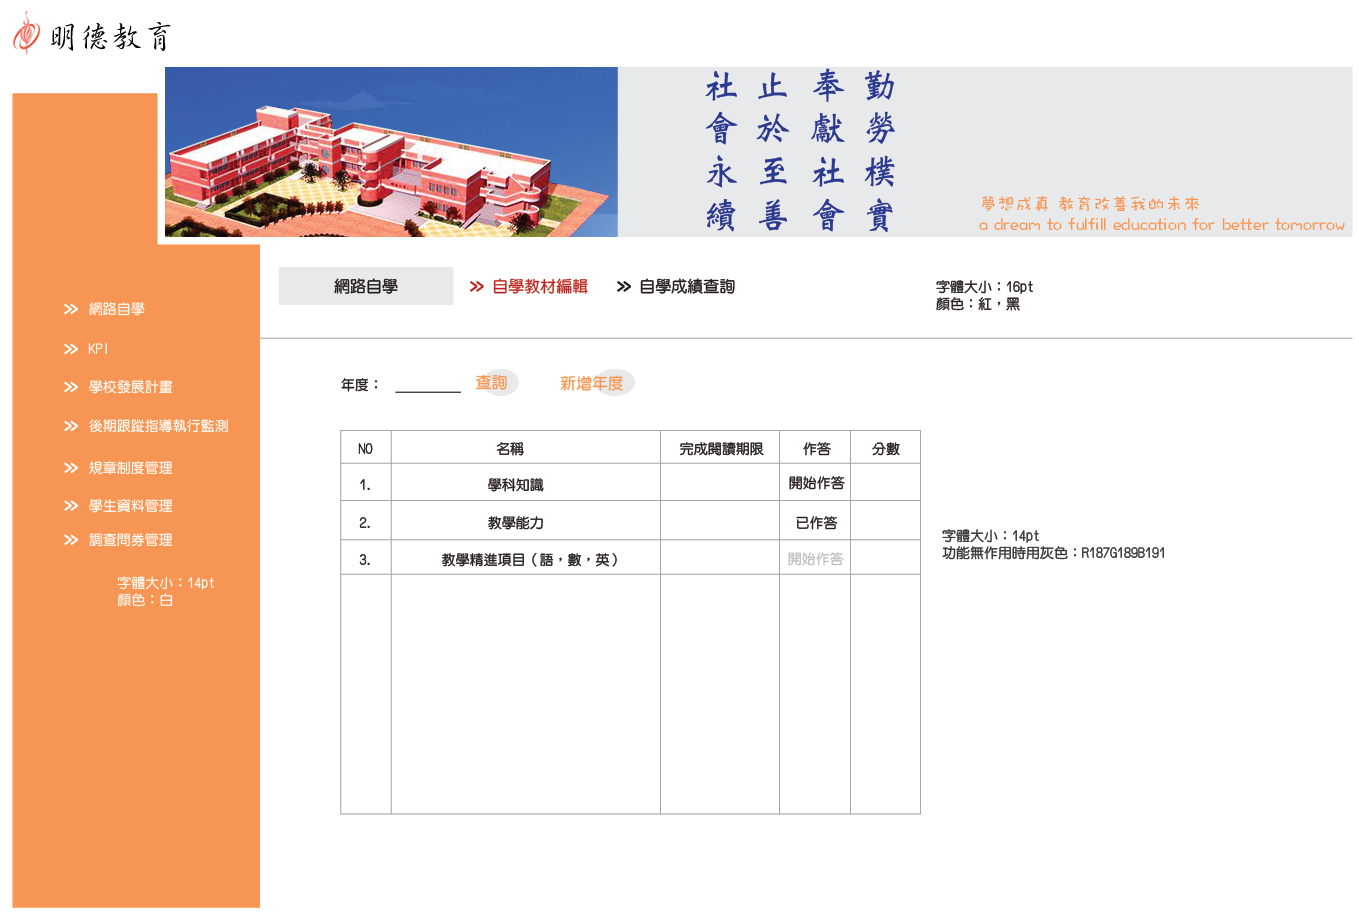 明德教育
勤勞樸實
奉獻社會
止於至善
社會永續
夢想成真 教育改善我的未來
a dream to fulfill education for better tomorrow
網路自學
KPI
學校發展計畫
後期跟蹤指導執行監測
規章制度管理
學生資料管理
調查問券管理
字體大小：14pt
顏色：白
網路自學 自學教材編輯 自學成績查詢
字體大小：16pt
顏色：紅，黑
年度： 查詢 新增年度
NO 名稱 完成閱讀期限 作答 分數
1. 學科知識 開始作答
2. 教學能力 已作答
3. 教學精進項目（語，數，英） 開始作答
字體大小：14pt
功能無作用時用灰色：R187G189B191